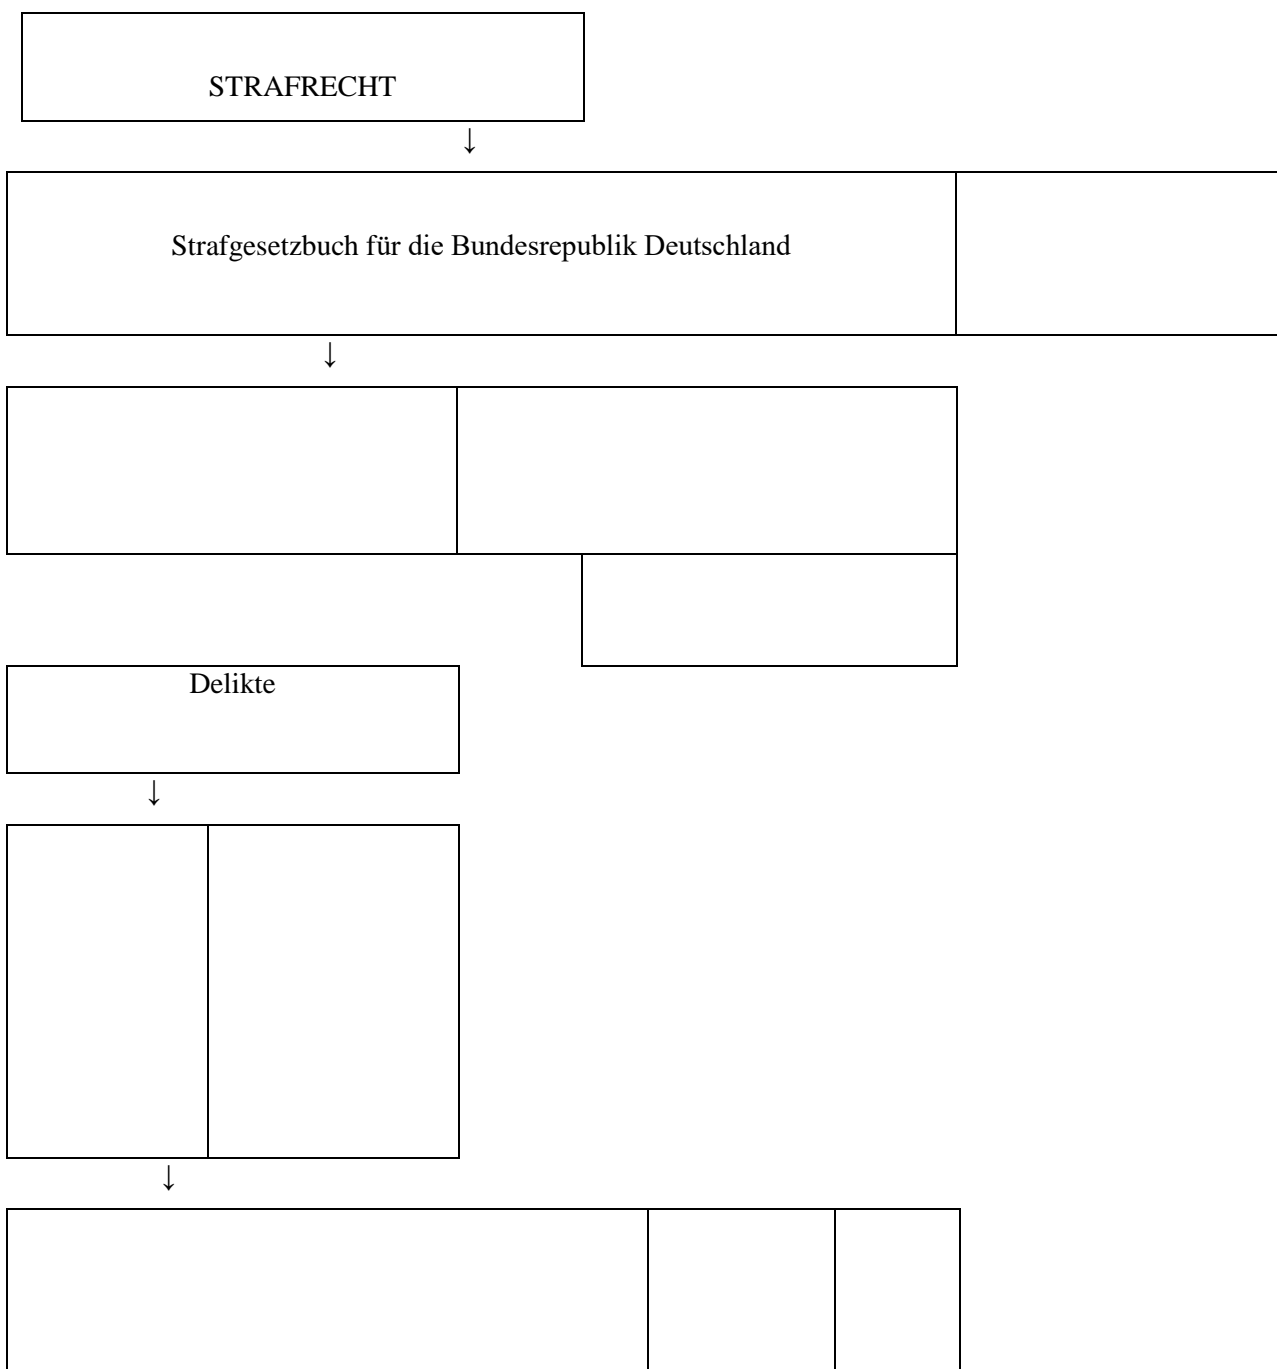 STRAFRECHT
↓
Strafgesetzbuch für die Bundesrepublik Deutschland
↓
Delikte
↓
↓